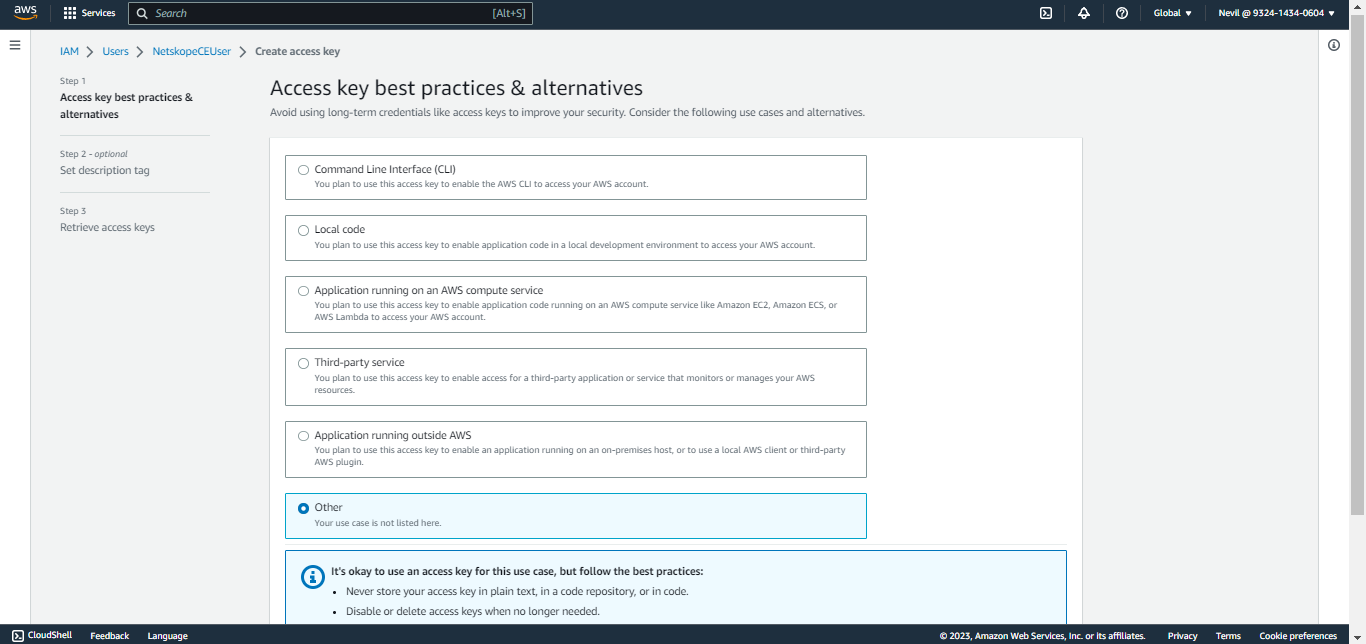 aws
Services
Search
[Alt+S]
Global ▼
Nevil @ 9324-1434-0604 ▼
IAM > Users > NetskopeCEUser > Create access key
Step 1
Access key best practices &
alternatives
Step 2 - optional
Set description tag
Step 3
Retrieve access keys
Access key best practices & alternatives
Avoid using long-term credentials like access keys to improve your security. Consider the following use cases and alternatives.
Command Line Interface (CLI)
You plan to use this access key to enable the AWS CLI to access your AWS account.
Local code
You plan to use this access key to enable application code in a local development environment to access your AWS account.
Application running on an AWS compute service
You plan to use this access key to enable application code running on an AWS compute service like Amazon EC2, Amazon ECS, or
AWS Lambda to access your AWS account.
Third-party service
You plan to use this access key to enable access for a third-party application or service that monitors or manages your AWS
resources.
Application running outside AWS
You plan to use this access key to enable an application running on an on-premises host, or to use a local AWS client or third-party
AWS plugin.
Other
Your use case is not listed here.
It's okay to use an access key for this use case, but follow the best practices:
• Never store your access key in plain text, in a code repository, or in code.
• Disable or delete access keys when no longer needed.
CloudShell
Feedback
Language
© 2023, Amazon Web Services, Inc. or its affiliates.
Privacy
Terms
Cookie preferences